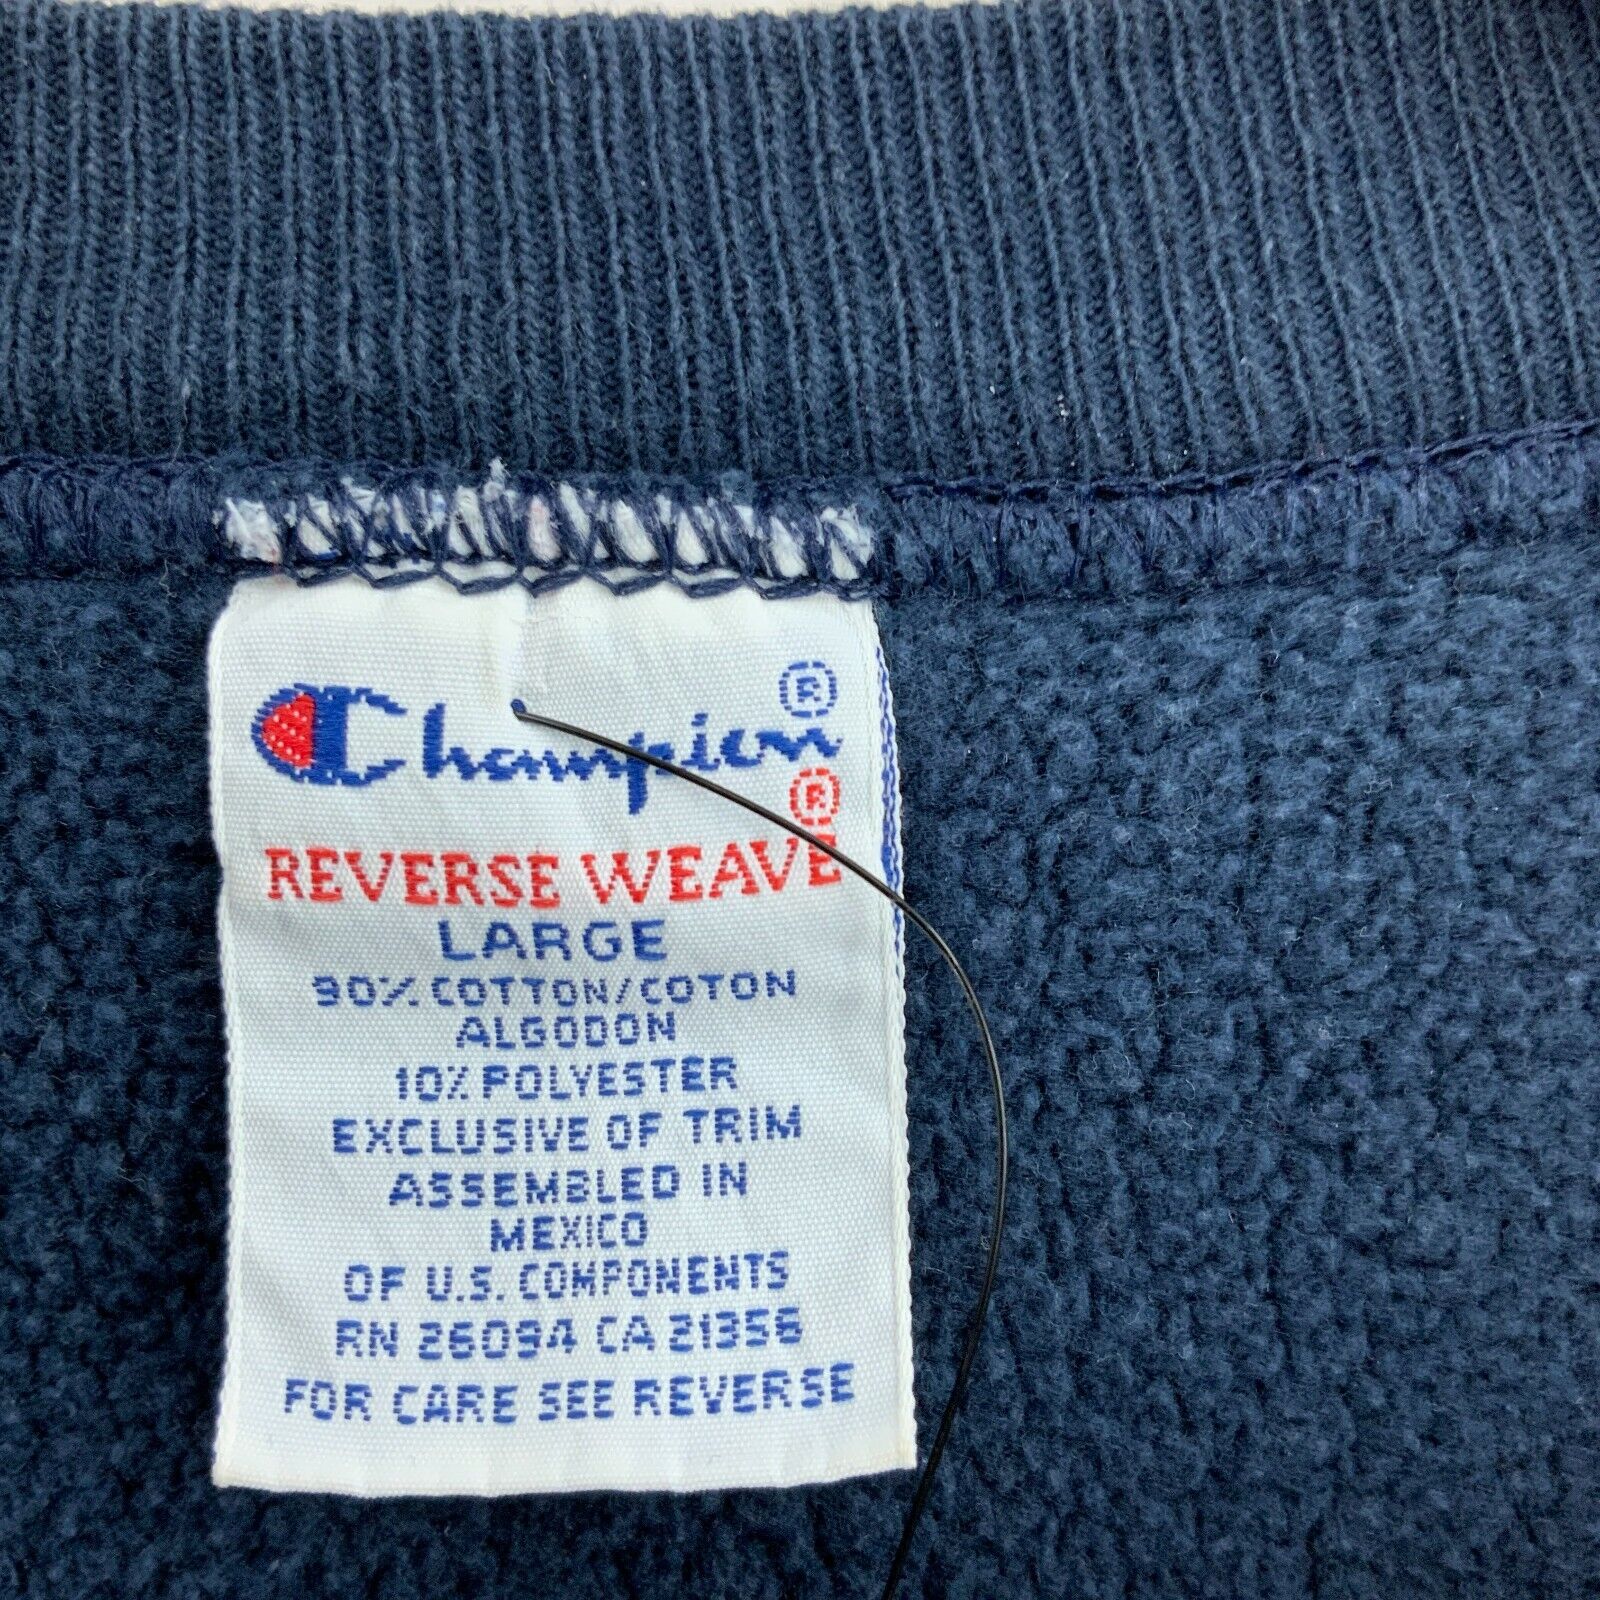 Champion®
REVERSE WEAVE®
LARGE
90% COTTON/COTON
ALGODON
10% POLYESTER
EXCLUSIVE OF TRIM
ASSEMBLED IN
MEXICO
OF U.S. COMPONENTS
RN 26094 CA 21356
FOR CARE SEE REVERSE